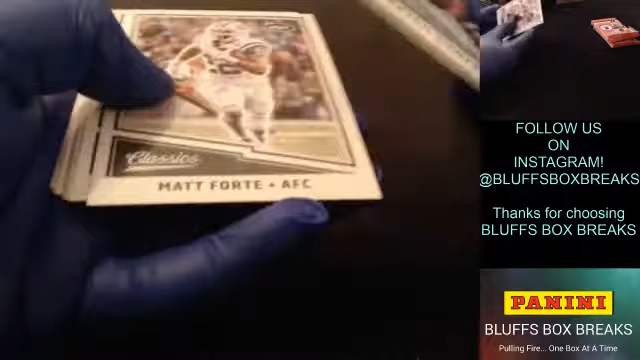 Classics
MATT FORTE • AFC
FOLLOW US
ON
INSTAGRAM!
@BLUFFSBOXBREAKS
Thanks for choosing
BLUFFS BOX BREAKS
PANINI
BLUFFS BOX BREAKS
Pulling Fire... One Box At A Time